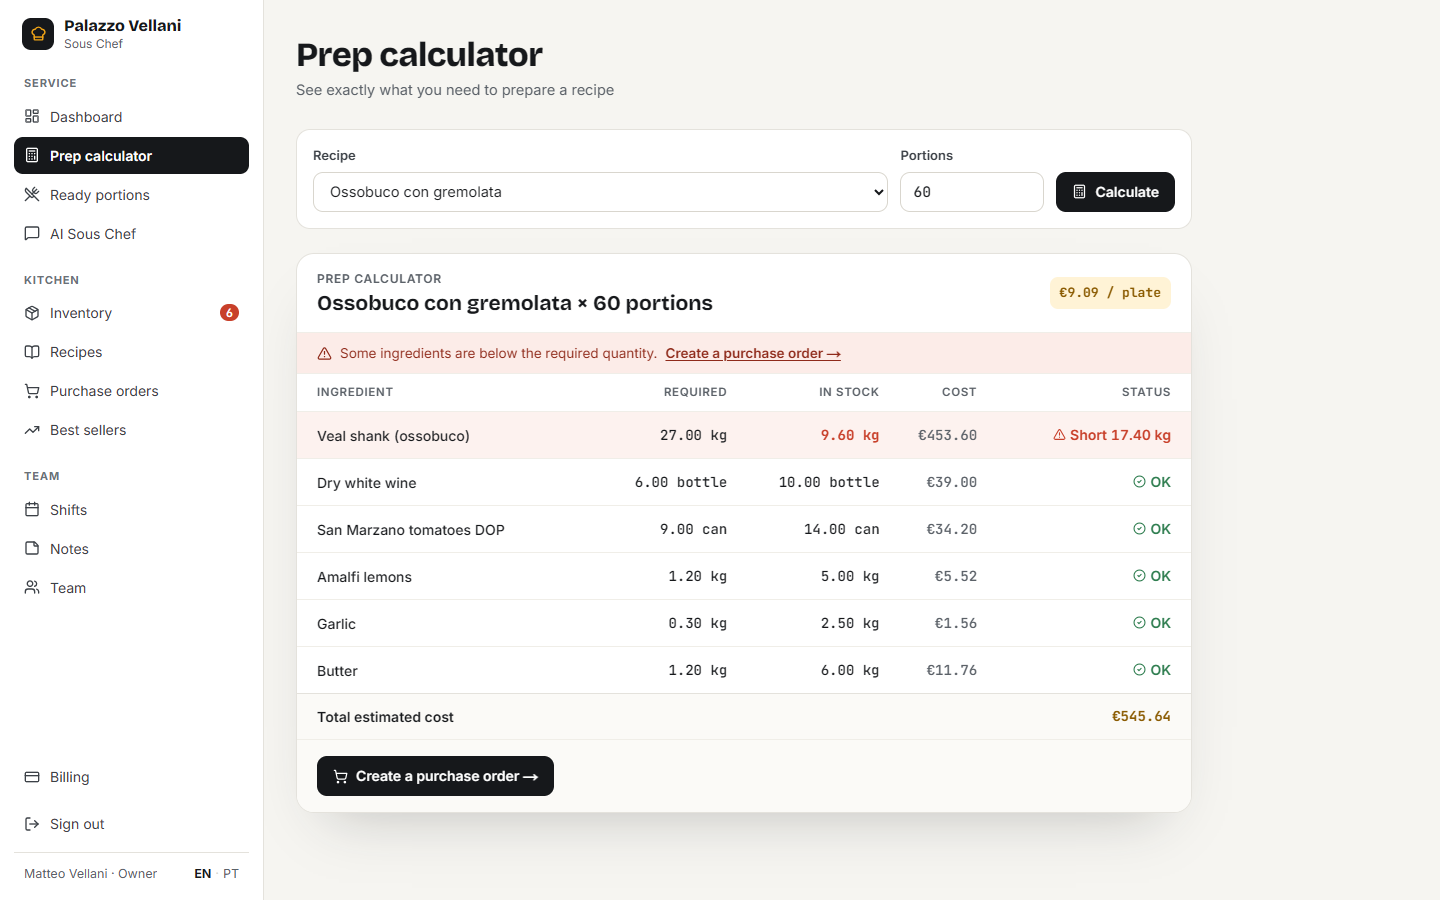 Palazzo Vellani
Sous Chef
SERVICE
Dashboard
Prep calculator
Ready portions
AI Sous Chef
KITCHEN
Inventory 6
Recipes
Purchase orders
Best sellers
TEAM
Shifts
Notes
Team
Billing
Sign out
Matteo Vellani · Owner EN · PT
Prep calculator
See exactly what you need to prepare a recipe
Recipe Portions
Ossobuco con gremolata 60 Calculate
PREP CALCULATOR
Ossobuco con gremolata × 60 portions
€9.09 / plate
Some ingredients are below the required quantity. Create a purchase order →
INGREDIENT REQUIRED IN STOCK COST STATUS
Veal shank (ossobuco) 27.00 kg 9.60 kg €453.60 Short 17.40 kg
Dry white wine 6.00 bottle 10.00 bottle €39.00 OK
San Marzano tomatoes DOP 9.00 can 14.00 can €34.20 OK
Amalfi lemons 1.20 kg 5.00 kg €5.52 OK
Garlic 0.30 kg 2.50 kg €1.56 OK
Butter 1.20 kg 6.00 kg €11.76 OK
Total estimated cost €545.64
Create a purchase order →